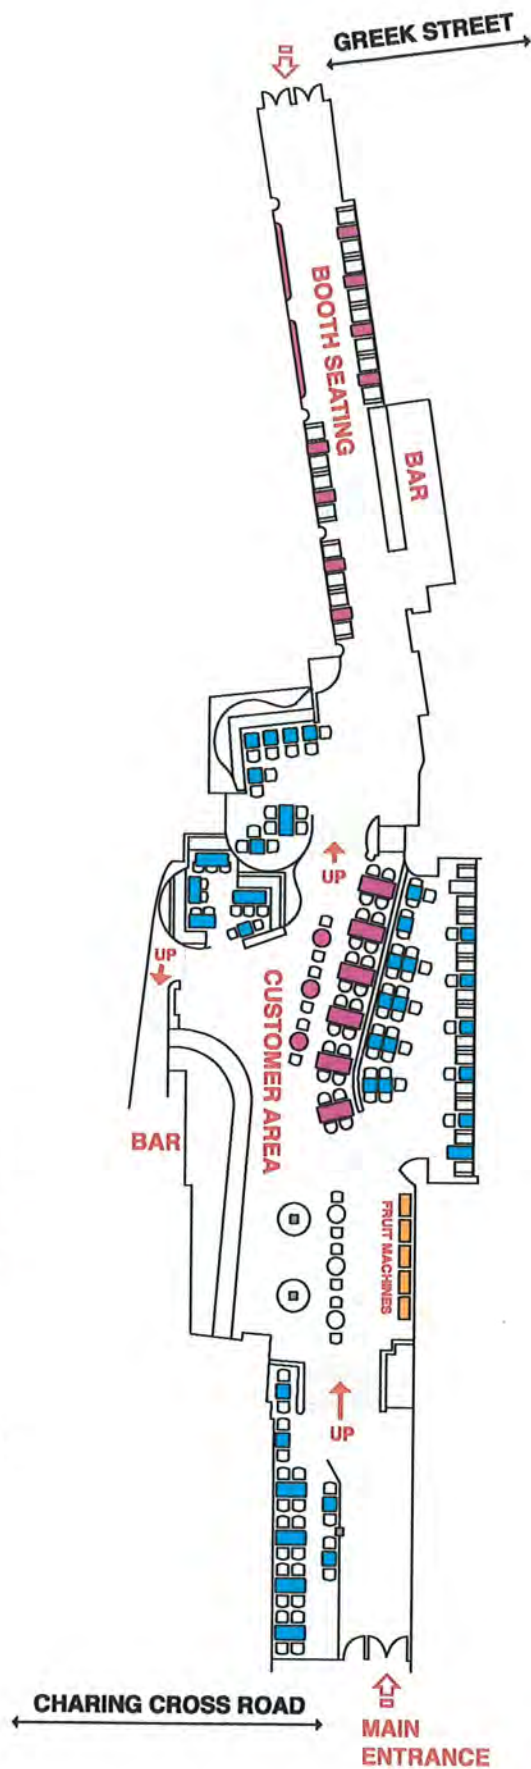 GREEK STREET
BOOTH SEATING
BAR
UP
UP
CUSTOMER AREA
BAR
FRUIT MACHINES
UP
CHARING CROSS ROAD
MAIN
ENTRANCE